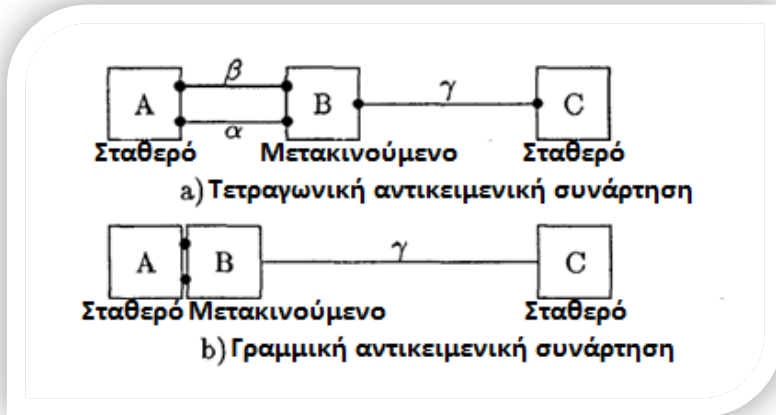 β
A B γ C
α
Σταθερό Μετακινούμενο Σταθερό
a) Τετραγωνική αντικειμενική συνάρτηση
A B γ C
Σταθερό Μετακινούμενο Σταθερό
b) Γραμμική αντικειμενική συνάρτηση